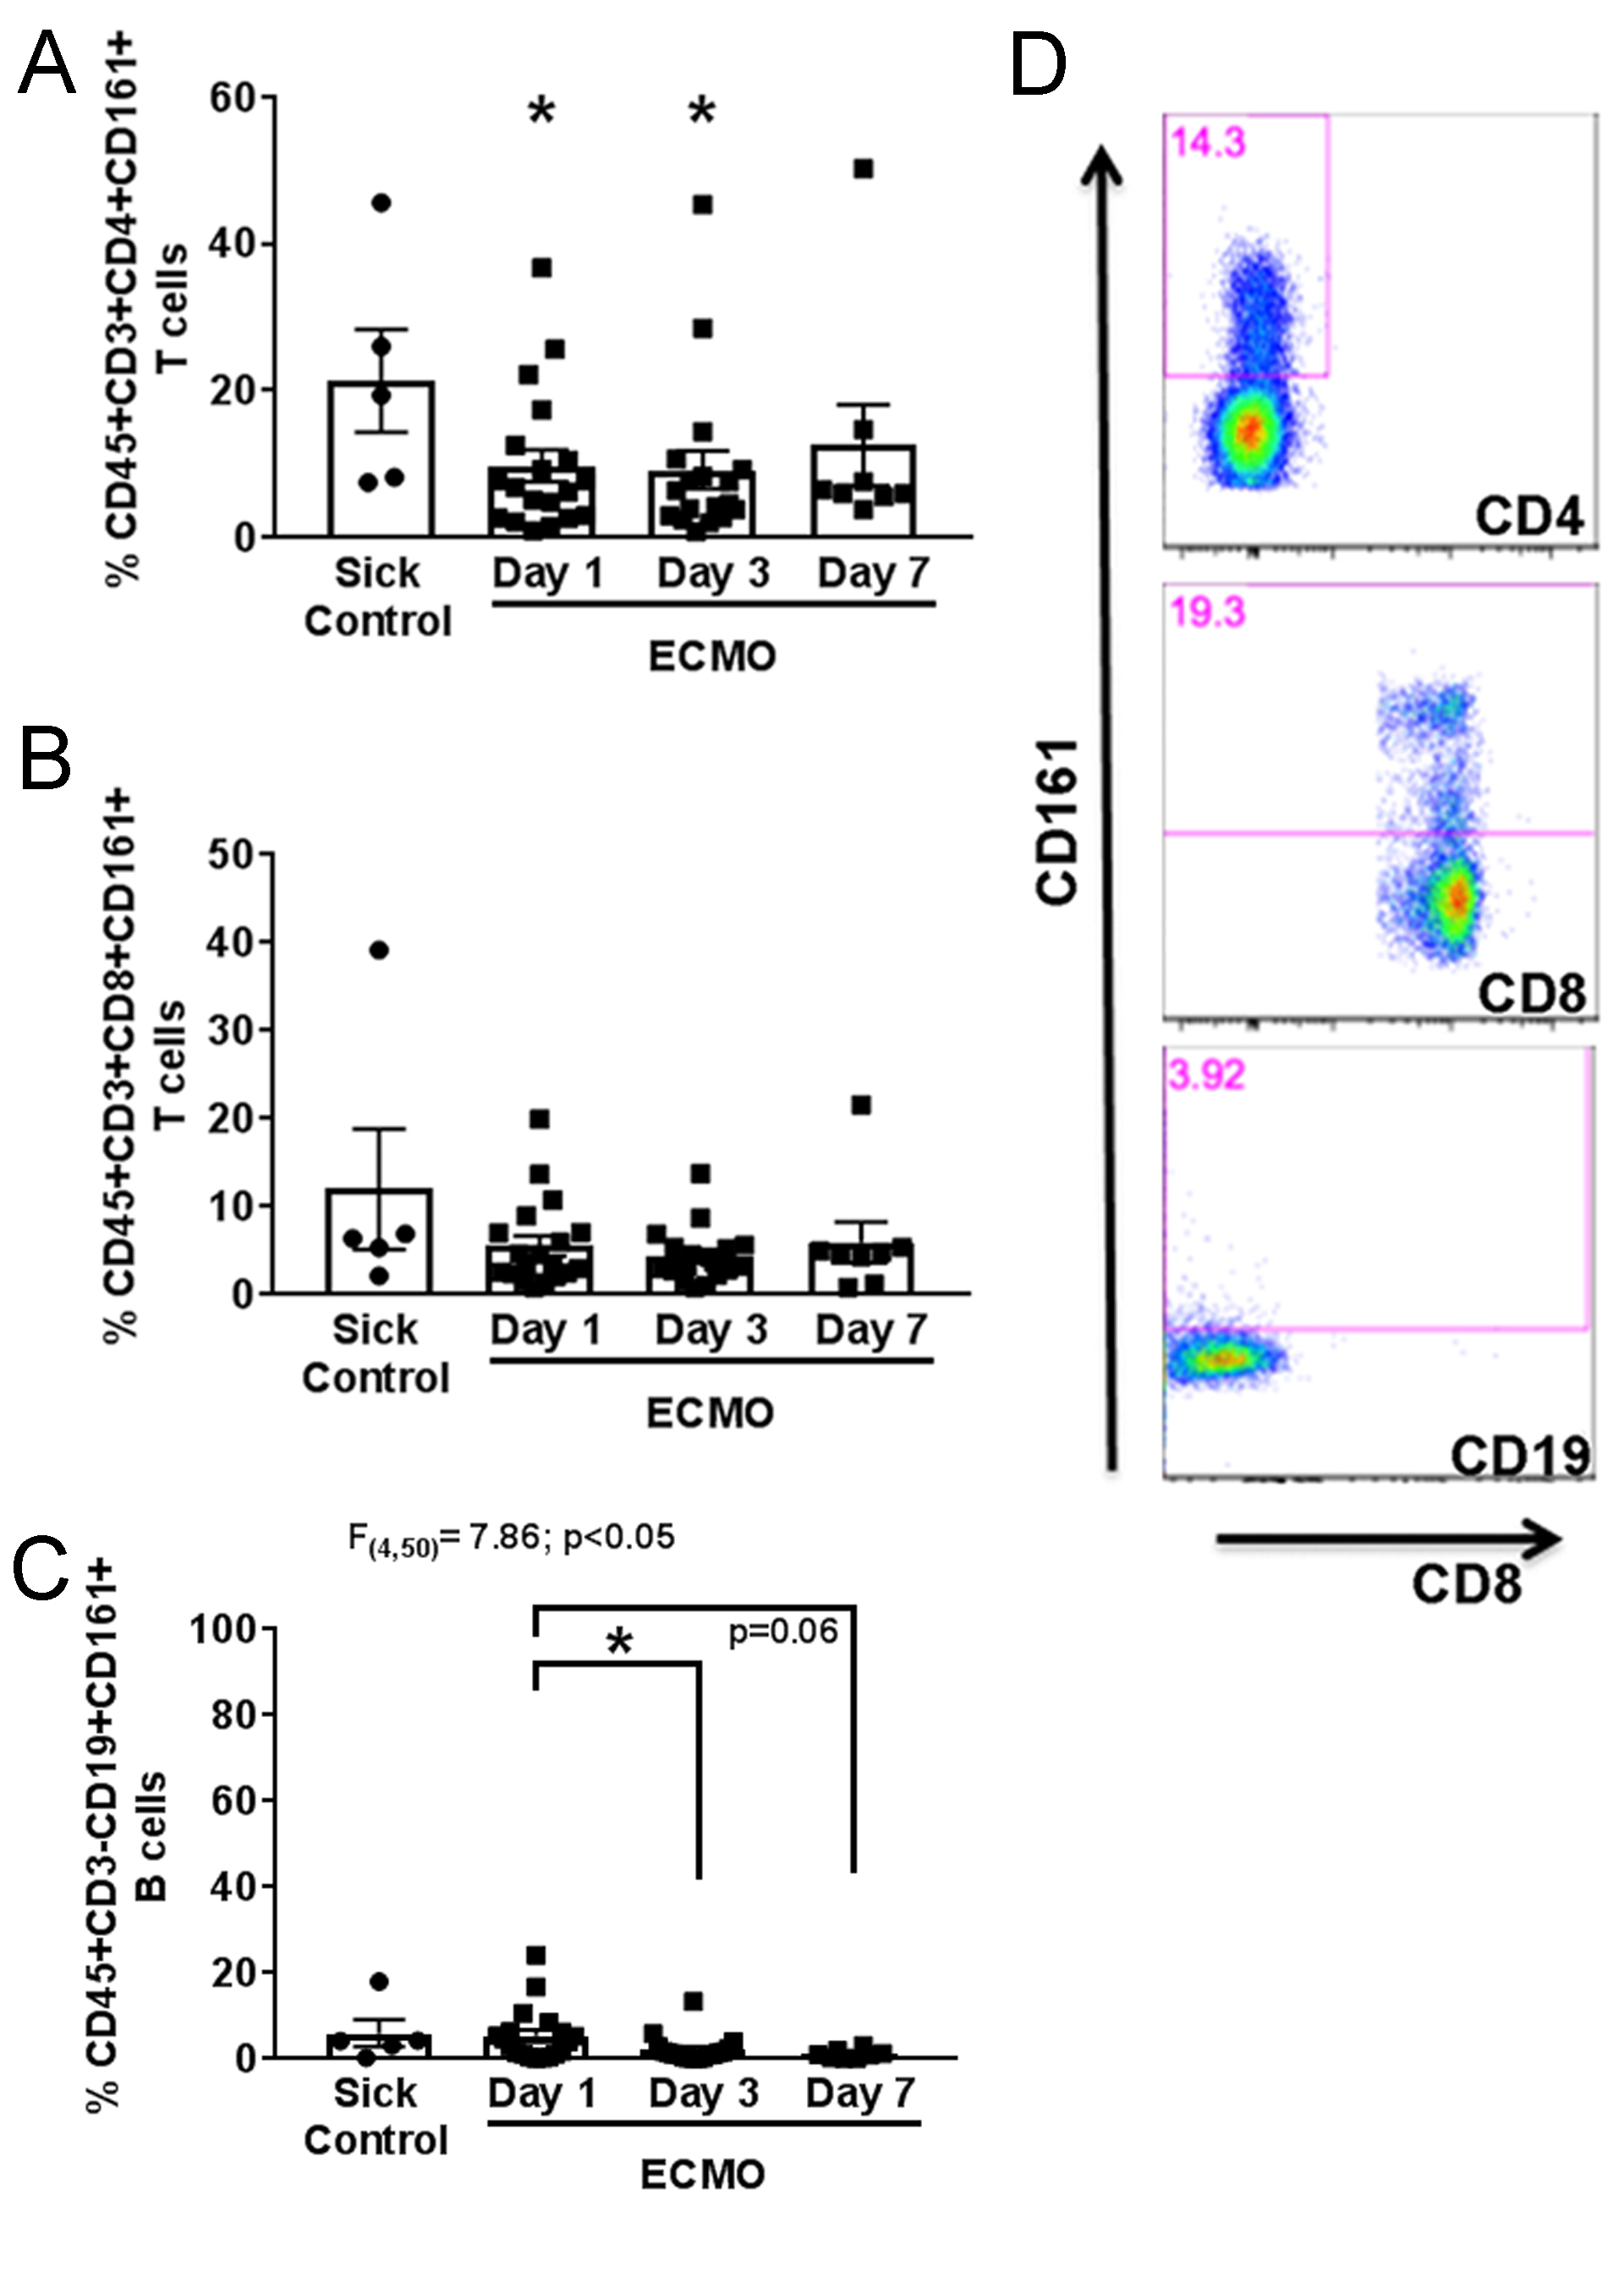 A
% CD45+CD3+CD4+CD161+
T cells
60
40
20
0
*
*
Sick
Control
Day 1
Day 3
Day 7
ECMO
B
% CD45+CD3+CD8+CD161+
T cells
50
40
30
20
10
0
Sick
Control
Day 1
Day 3
Day 7
ECMO
C
F(4,50)= 7.86; p<0.05
% CD45+CD3-CD19+CD161+
B cells
100
80
60
40
20
0
*
p=0.06
Sick
Control
Day 1
Day 3
Day 7
ECMO
D
CD161
14.3
CD4
19.3
CD8
3.92
CD19
CD8